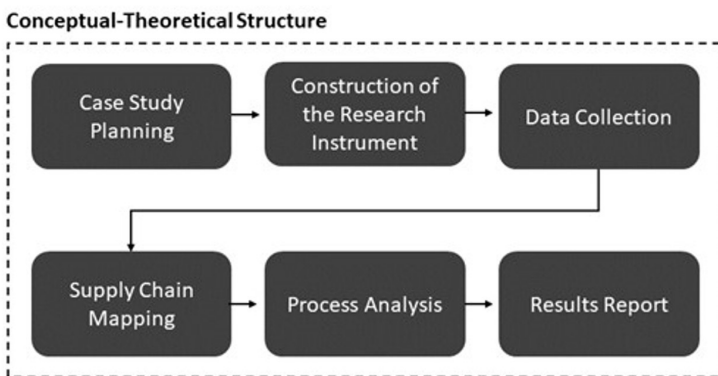 Conceptual-Theoretical Structure
Case Study
Planning
Construction of
the Research
Instrument
Data Collection
Supply Chain
Mapping
Process Analysis
Results Report